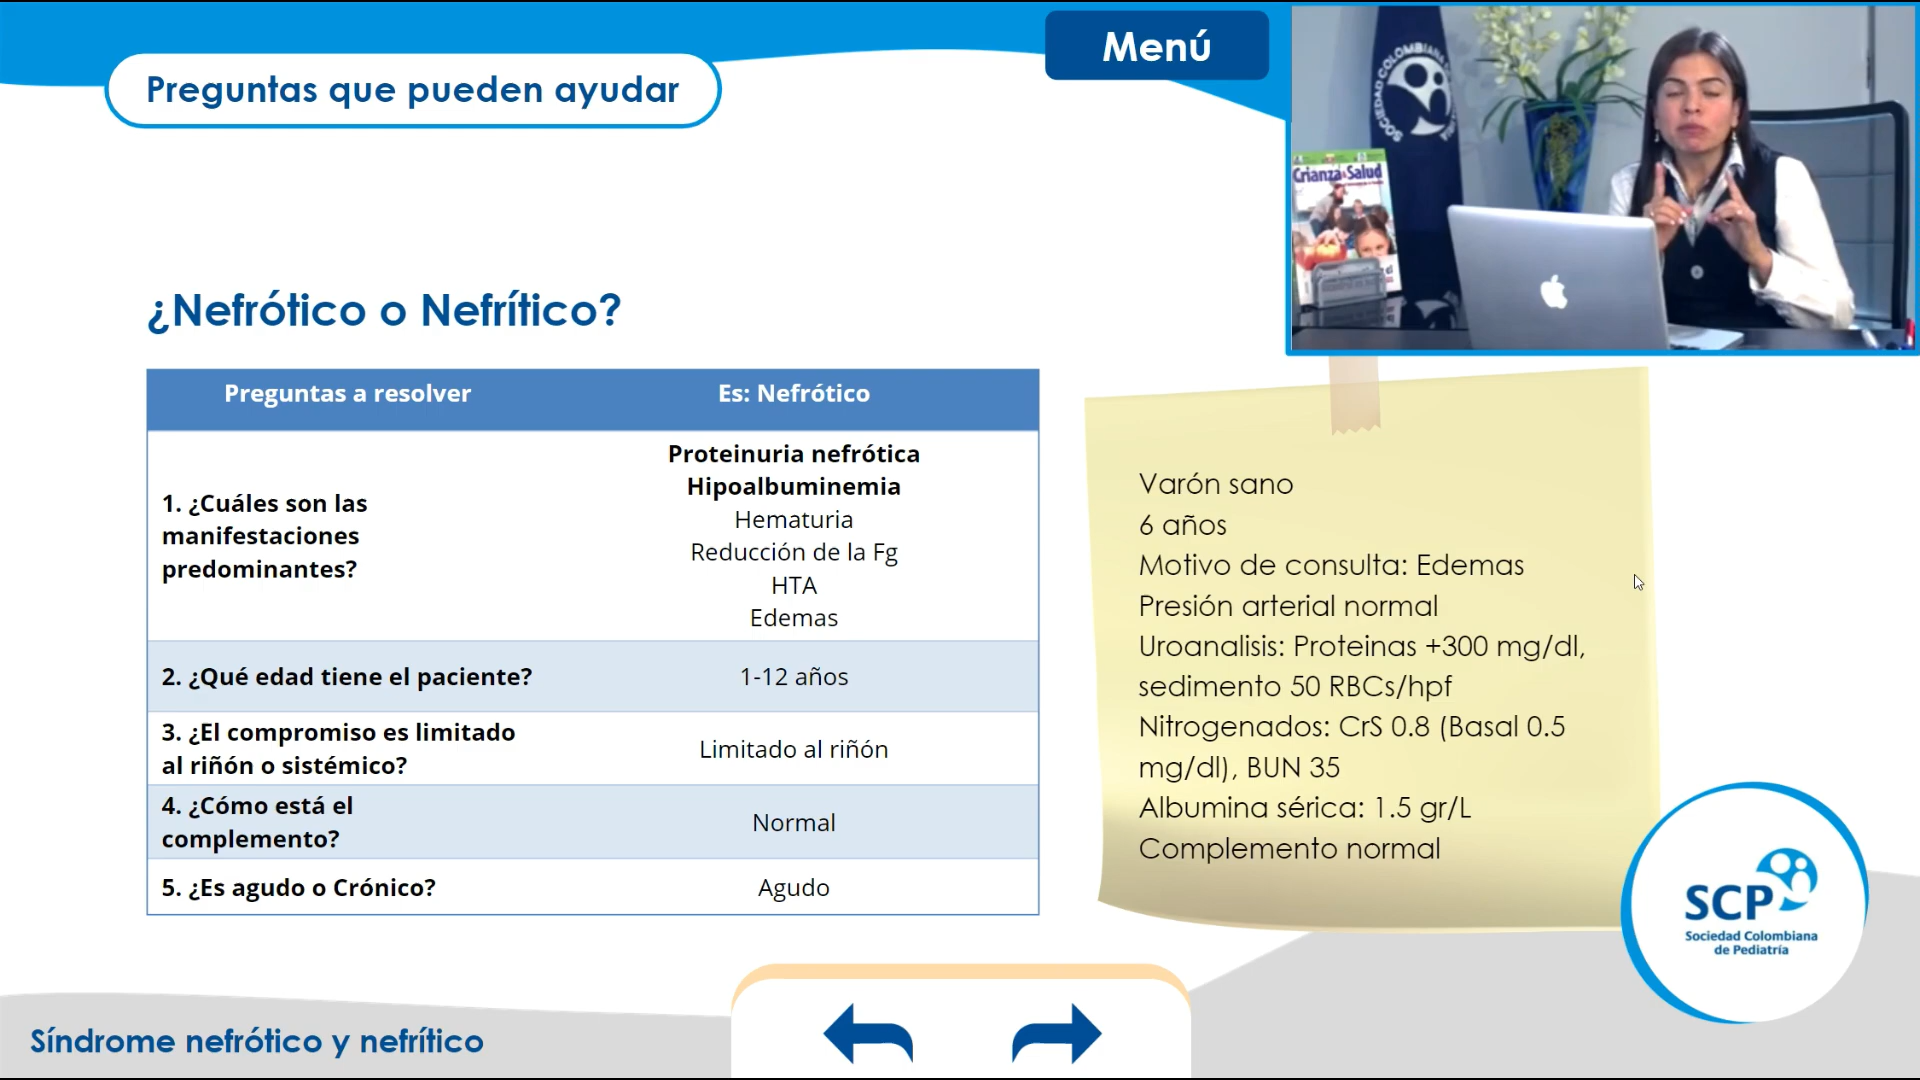 Preguntas que pueden ayudar
Menú
SOCIEDAD COLOMBIANA
Crianza & Salud
¿Nefrótico o Nefrítico?
Preguntas a resolver
Es: Nefrótico
1. ¿Cuáles son las
manifestaciones
predominantes?
Proteinuria nefrótica
Hipoalbuminemia
Hematuria
Reducción de la Fg
HTA
Edemas
2. ¿Qué edad tiene el paciente?
1-12 años
3. ¿El compromiso es limitado
al riñón o sistémico?
Limitado al riñón
4. ¿Cómo está el
complemento?
Normal
5. ¿Es agudo o Crónico?
Agudo
Varón sano
6 años
Motivo de consulta: Edemas
Presión arterial normal
Uroanalisis: Proteinas +300 mg/dl,
sedimento 50 RBCs/hpf
Nitrogenados: CrS 0.8 (Basal 0.5
mg/dl), BUN 35
Albumina sérica: 1.5 gr/L
Complemento normal
SCP
Sociedad Colombiana
de Pediatría
Síndrome nefrótico y nefrítico